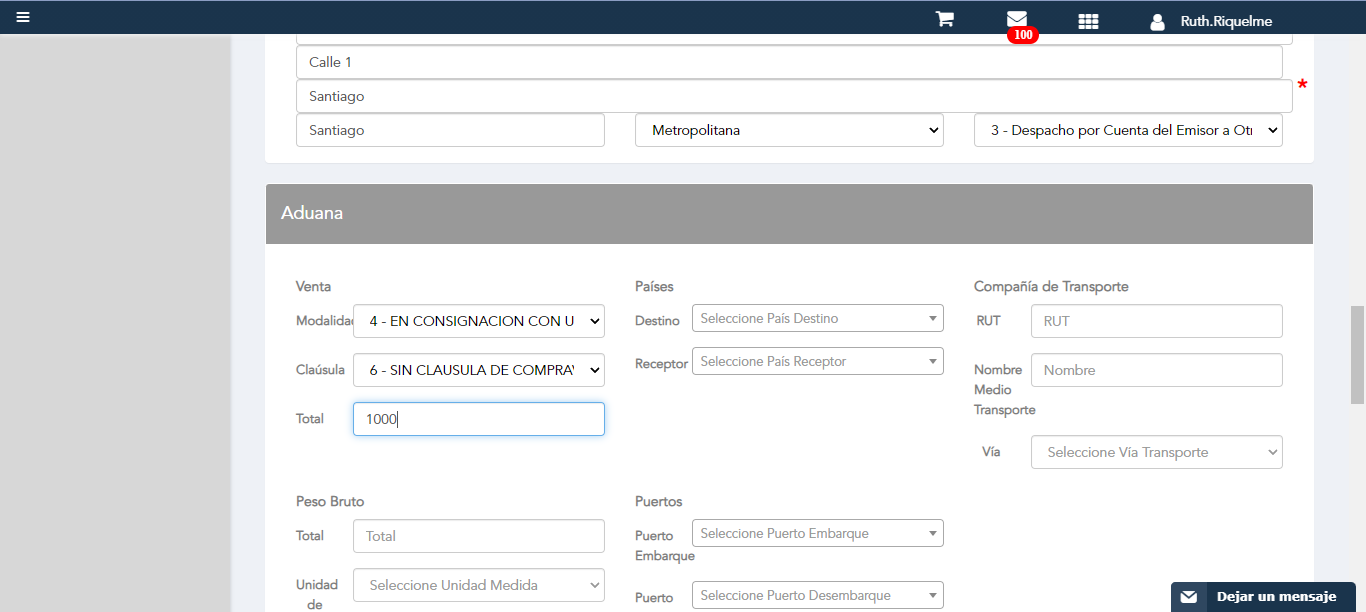 100
Ruth.Riquelme
Calle 1
Santiago
*
Santiago
Metropolitana
3 - Despacho por Cuenta del Emisor a Otr
Aduana
Venta
Países
Compañía de Transporte
Modalidad
4 - EN CONSIGNACION CON U
Destino
Seleccione País Destino
RUT
RUT
Claúsula
6 - SIN CLAUSULA DE COMPRAV
Receptor
Seleccione País Receptor
Nombre
Medio
Transporte
Nombre
Total
1000
Vía
Seleccione Vía Transporte
Peso Bruto
Puertos
Total
Total
Puerto
Embarque
Seleccione Puerto Embarque
Unidad
de
Seleccione Unidad Medida
Puerto
Seleccione Puerto Desembarque
Dejar un mensaje